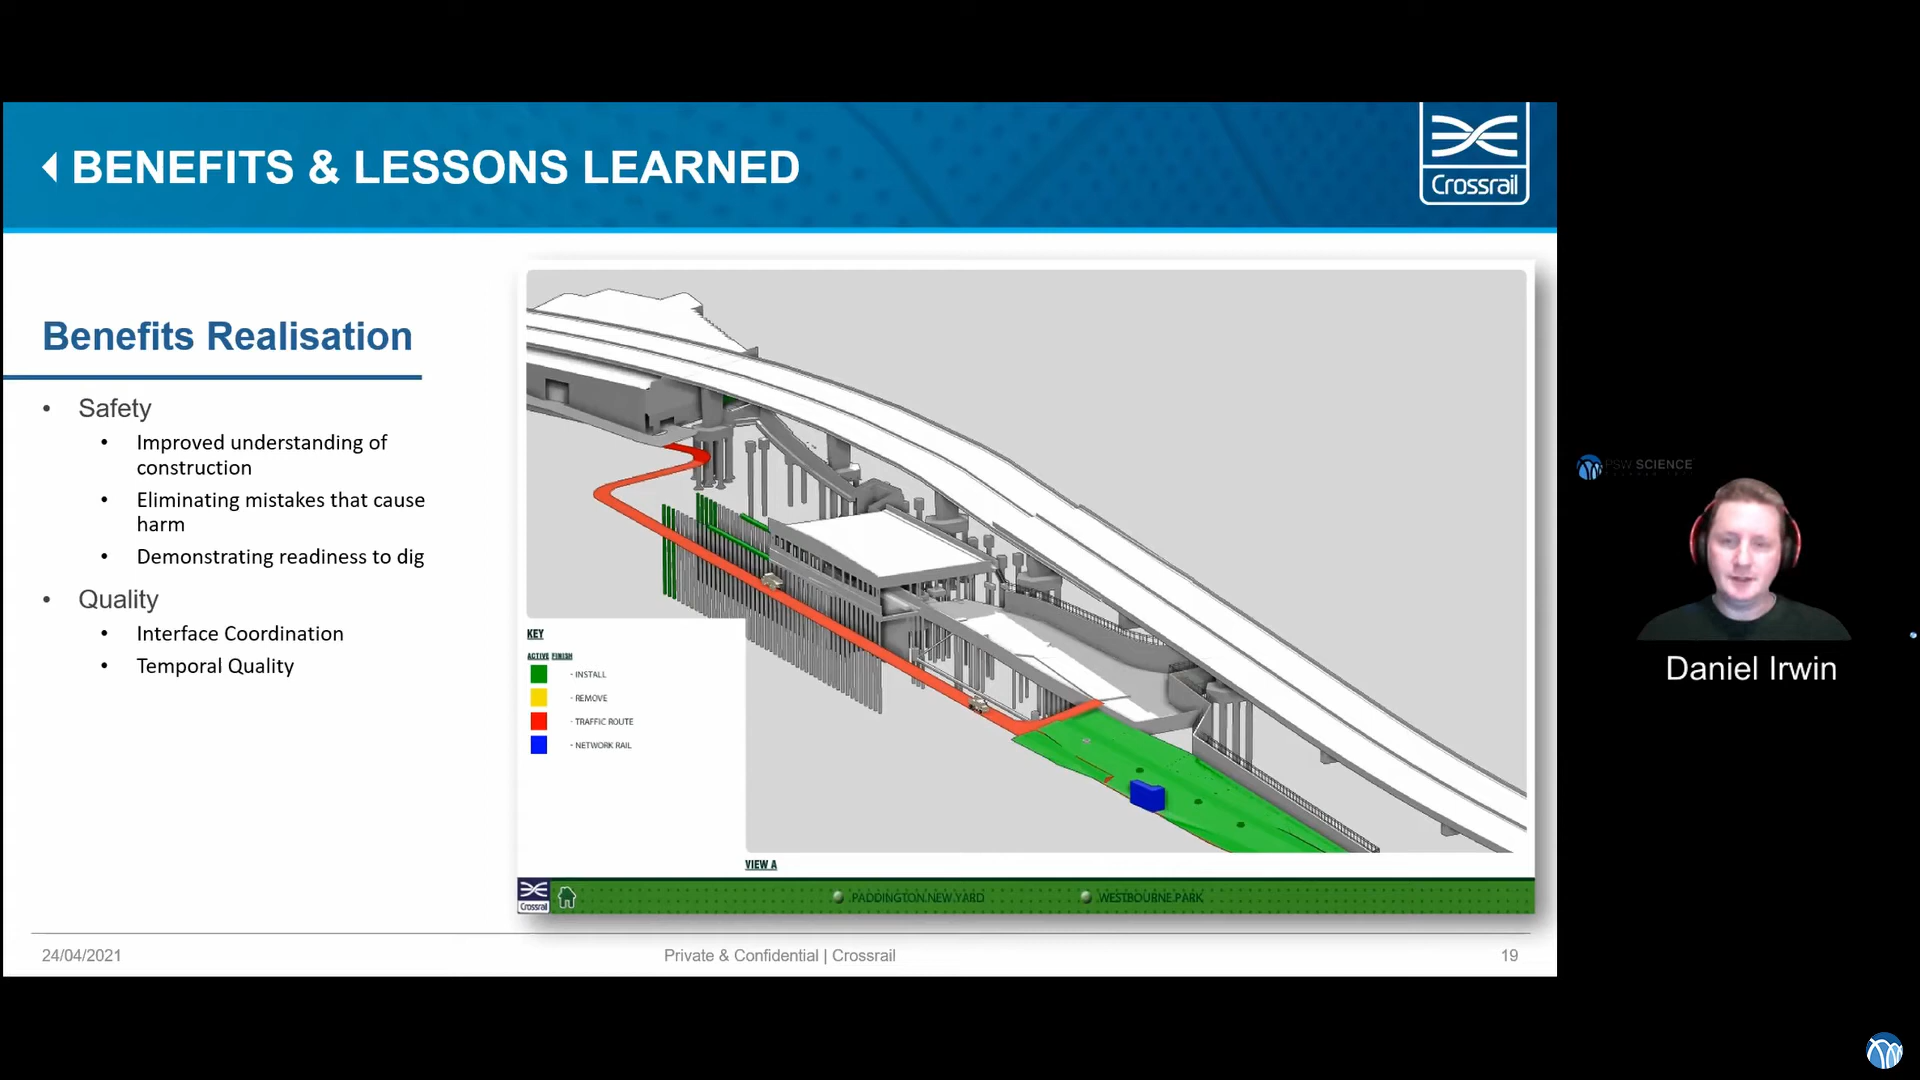 BENEFITS & LESSONS LEARNED
Crossrail
Benefits Realisation
• Safety
• Improved understanding of
construction
• Eliminating mistakes that cause
harm
• Demonstrating readiness to dig
• Quality
• Interface Coordination
• Temporal Quality
KEY
ACTIVE FINISH
- INSTALL
- REMOVE
- TRAFFIC ROUTE
- NETWORK RAIL
VIEW A
Crossrail
PADDINGTON NEW YARD
WESTBOURNE PARK
24/04/2021
Private & Confidential | Crossrail
19
PSW SCIENCE
Daniel Irwin